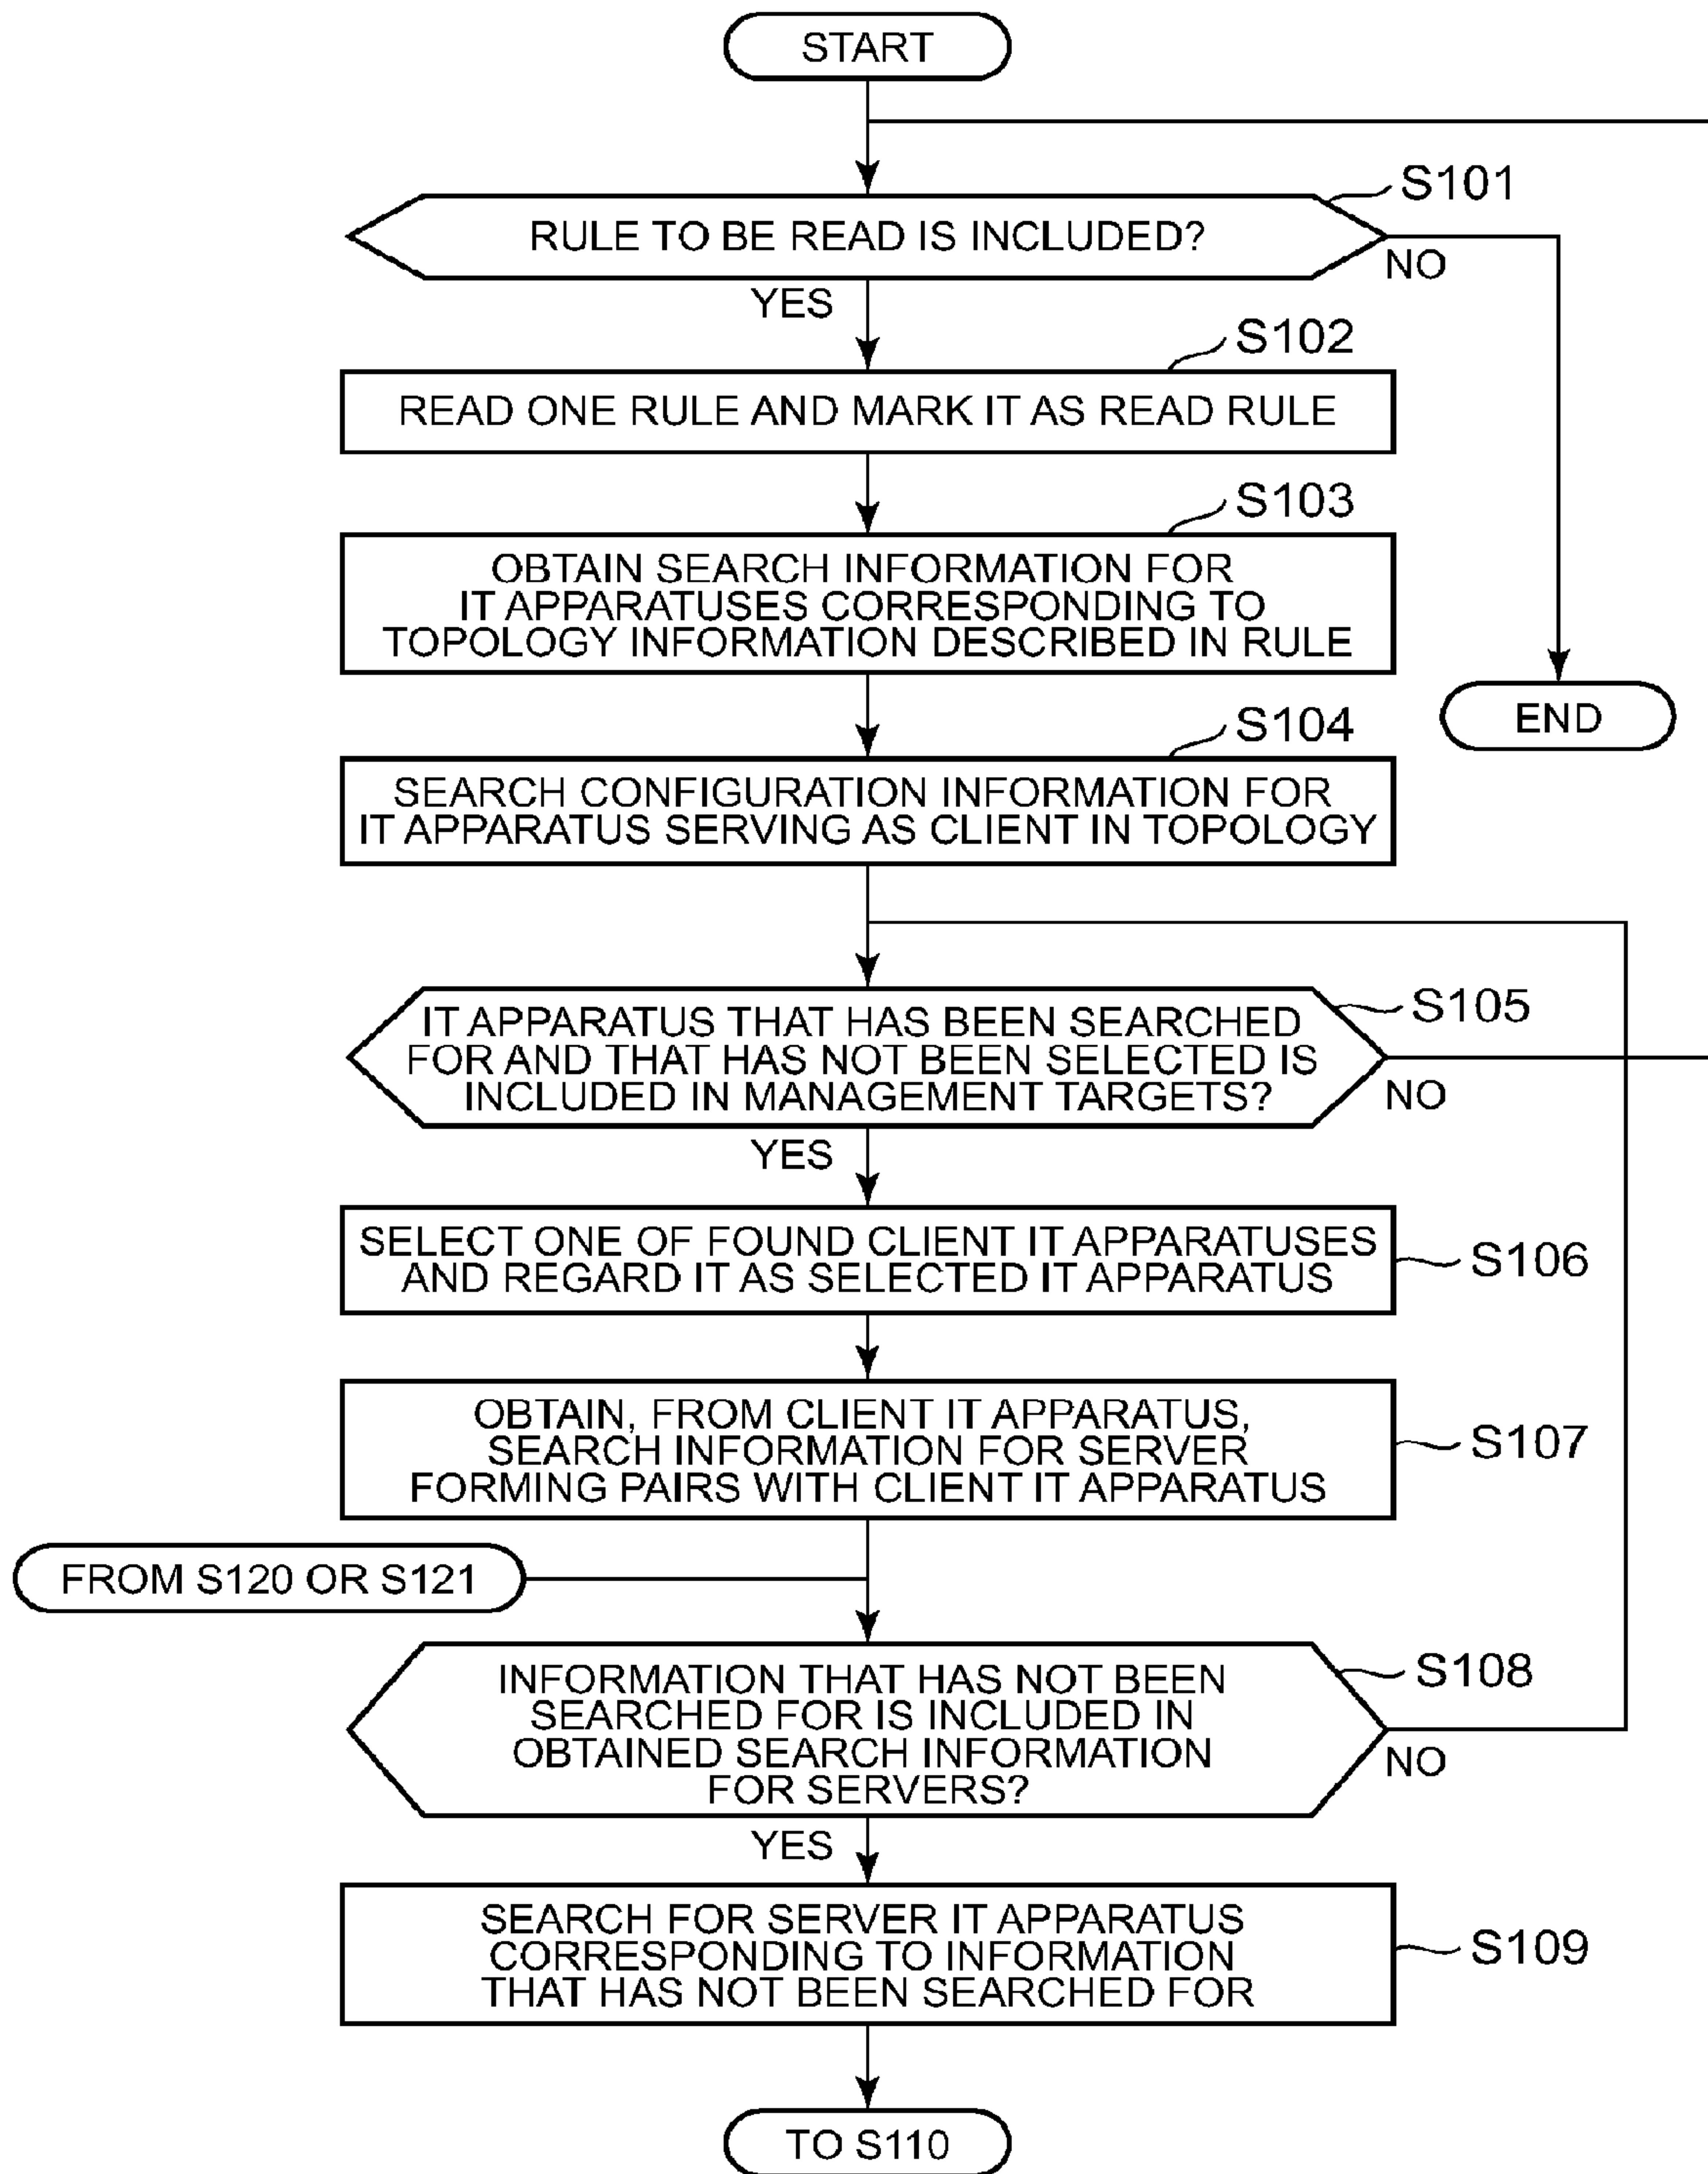 START
S101
RULE TO BE READ IS INCLUDED?
NO
YES
S102
READ ONE RULE AND MARK IT AS READ RULE
S103
OBTAIN SEARCH INFORMATION FOR
IT APPARATUSES CORRESPONDING TO
TOPOLOGY INFORMATION DESCRIBED IN RULE
END
S104
SEARCH CONFIGURATION INFORMATION FOR
IT APPARATUS SERVING AS CLIENT IN TOPOLOGY
S105
IT APPARATUS THAT HAS BEEN SEARCHED
FOR AND THAT HAS NOT BEEN SELECTED IS
INCLUDED IN MANAGEMENT TARGETS?
NO
YES
SELECT ONE OF FOUND CLIENT IT APPARATUSES
AND REGARD IT AS SELECTED IT APPARATUS
S106
OBTAIN, FROM CLIENT IT APPARATUS,
SEARCH INFORMATION FOR SERVER
FORMING PAIRS WITH CLIENT IT APPARATUS
S107
FROM S120 OR S121
S108
INFORMATION THAT HAS NOT BEEN
SEARCHED FOR IS INCLUDED IN
OBTAINED SEARCH INFORMATION
FOR SERVERS?
NO
YES
SEARCH FOR SERVER IT APPARATUS
CORRESPONDING TO INFORMATION
THAT HAS NOT BEEN SEARCHED FOR
S109
TO S110